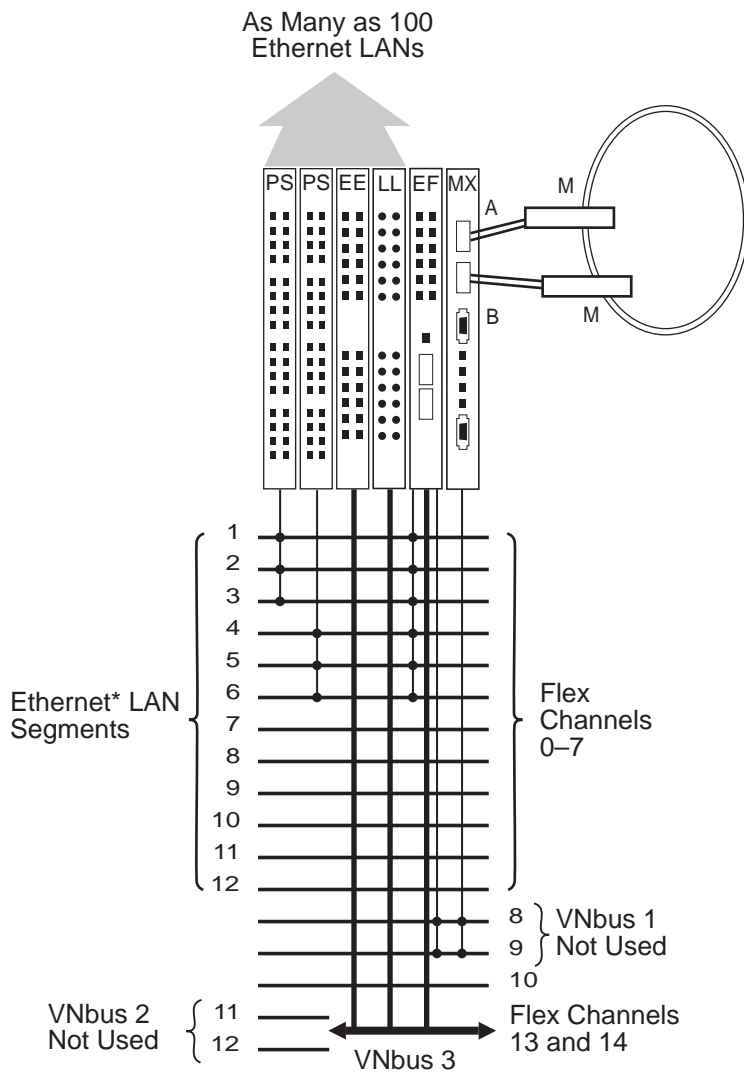 As Many as 100
Ethernet LANs
PS PS EE LL EF MX
A
M
B
M
1
2
3
4
5
6
7
8
9
10
11
12
Ethernet* LAN
Segments
Flex
Channels
0–7
8
9
10
VNbus 1
Not Used
VNbus 2
Not Used
11
12
Flex Channels
13 and 14
VNbus 3